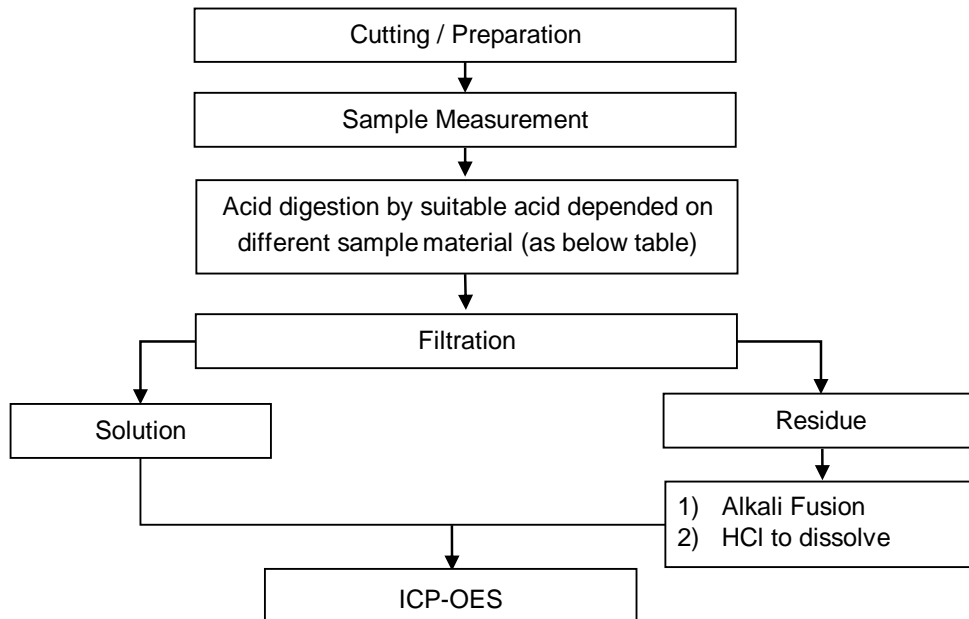 Cutting / Preparation
Sample Measurement
Acid digestion by suitable acid depended on
different sample material (as below table)
Filtration
Solution
Residue
1) Alkali Fusion
2) HCl to dissolve
ICP-OES